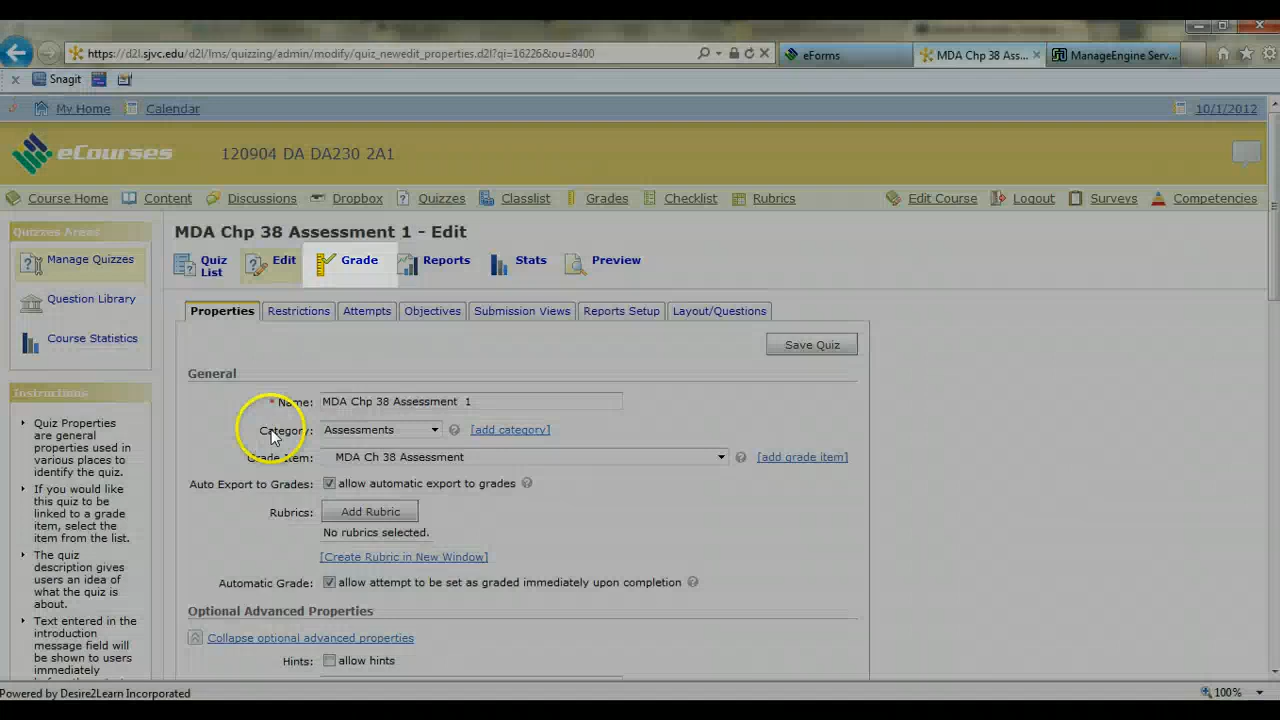 https://d2l.sjvc.edu/d2l/lms/quizzing/admin/modify/quiz_newedit_properties.d2l?qi=16226&ou=8400
eForms
MDA Chp 38 Ass...
ManageEngine Serv...
x Snagit
My Home Calendar 10/1/2012
eCourses 120904 DA DA230 2A1
Course Home Content Discussions Dropbox Quizzes Classlist Grades Checklist Rubrics Edit Course Logout Surveys Competencies
Quizzes Areas
Manage Quizzes
Question Library
Course Statistics
Instructions
Quiz Properties
are general
properties used in
various places to
identify the quiz.
If you would like
this quiz to be
linked to a grade
item, select the
item from the list.
The quiz
description gives
users an idea of
what the quiz is
about.
Text entered in the
introduction
message field will
be shown to users
immediately
MDA Chp 38 Assessment 1 - Edit
Quiz List Edit Grade Reports Stats Preview
Properties Restrictions Attempts Objectives Submission Views Reports Setup Layout/Questions
Save Quiz
General
* Name: MDA Chp 38 Assessment 1
Category: Assessments [add category]
Grade Item: MDA Ch 38 Assessment [add grade item]
Auto Export to Grades: allow automatic export to grades
Rubrics: Add Rubric
No rubrics selected.
[Create Rubric in New Window]
Automatic Grade: allow attempt to be set as graded immediately upon completion
Optional Advanced Properties
Collapse optional advanced properties
Hints: allow hints
Powered by Desire2Learn Incorporated
100%